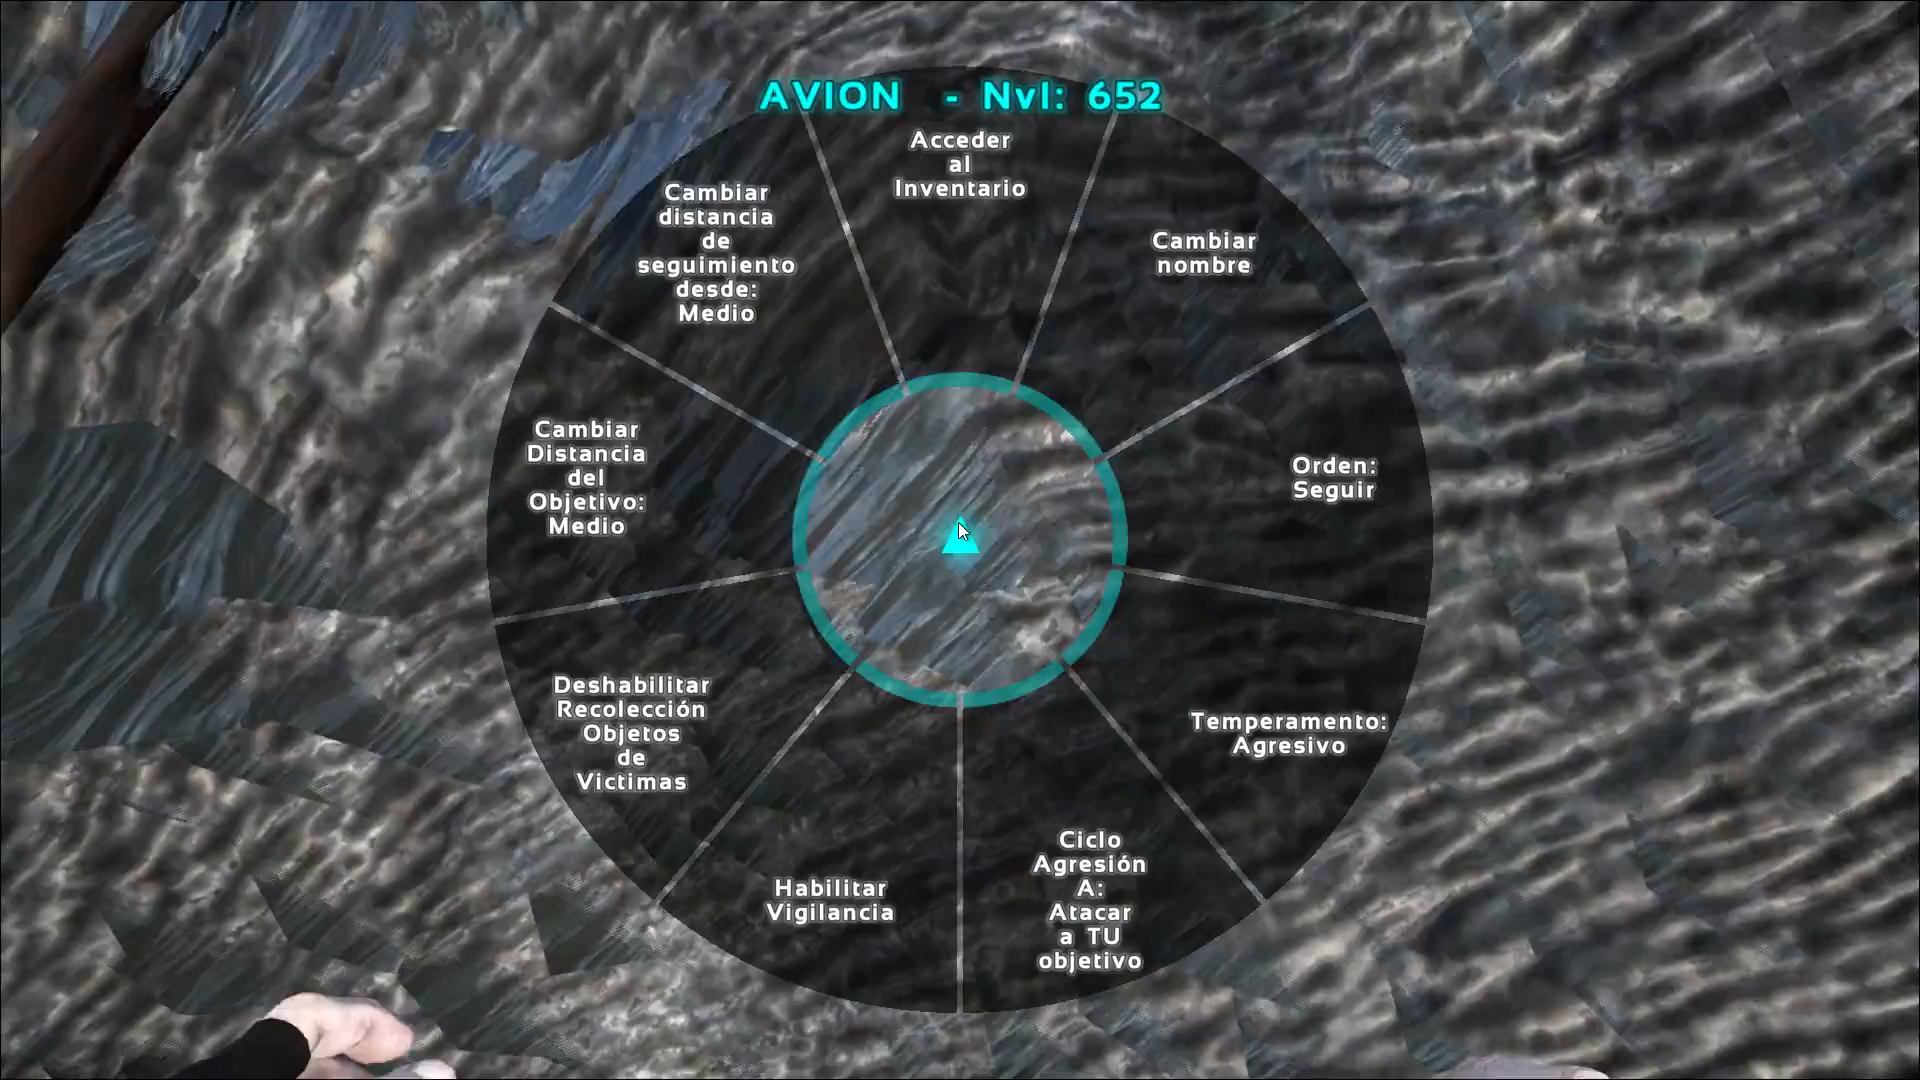 AVION - Nvl: 652
Acceder
al
Inventario
Cambiar
nombre
Orden:
Seguir
Temperamento:
Agresivo
Ciclo
Agresión
A:
Atacar
a TU
objetivo
Habilitar
Vigilancia
Deshabilitar
Recolección
Objetos
de
Victimas
Cambiar
Distancia
del
Objetivo:
Medio
Cambiar
distancia
de
seguimiento
desde:
Medio